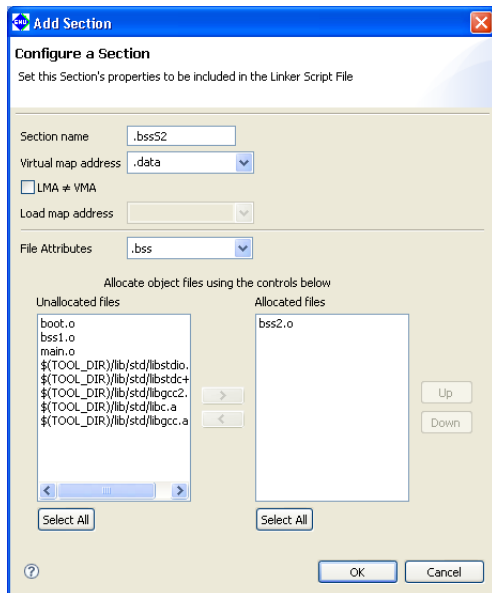 GNU Add Section
Configure a Section
Set this Section's properties to be included in the Linker Script File
Section name .bssS2
Virtual map address .data
LMA ≠ VMA
Load map address
File Attributes .bss
Allocate object files using the controls below
Unallocated files Allocated files
boot.o bss2.o
bss1.o
main.o
$(TOOL_DIR)/lib/std/libstdio.
$(TOOL_DIR)/lib/std/libstdc+
$(TOOL_DIR)/lib/std/libgcc2.
$(TOOL_DIR)/lib/std/libc.a
$(TOOL_DIR)/lib/std/libgcc.a
> Up
< Down
Select All Select All
? OK Cancel